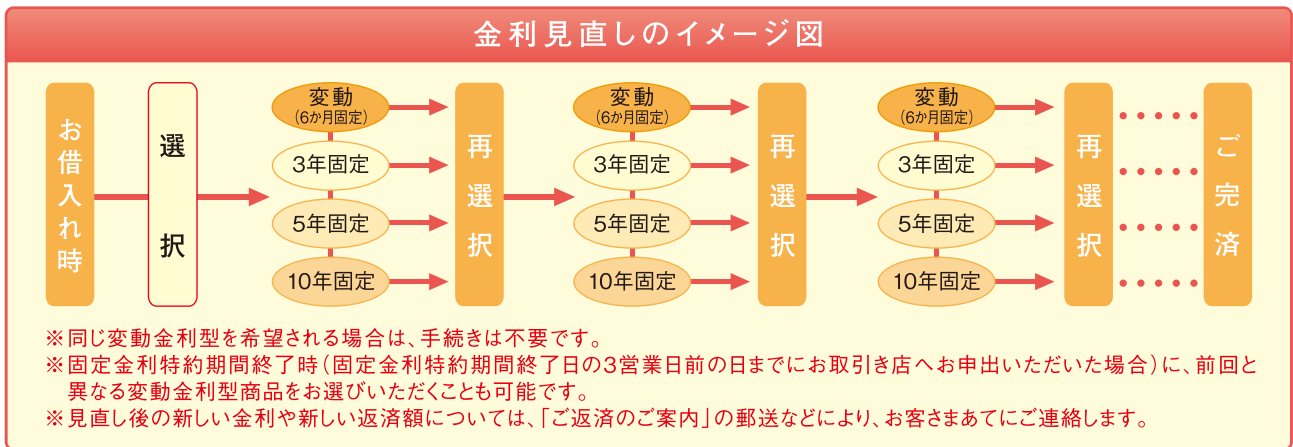 金利見直しのイメージ図
お借入れ時
選択
変動
(6か月固定)
3年固定
5年固定
10年固定
再選択
変動
(6か月固定)
3年固定
5年固定
10年固定
再選択
変動
(6か月固定)
3年固定
5年固定
10年固定
再選択
ご完済
※同じ変動金利型を希望される場合は、手続きは不要です。
※固定金利特約期間終了時(固定金利特約期間終了日の3営業日前の日までにお取引き店へお申出いただいた場合)に、前回と
異なる変動金利型商品をお選びいただくことも可能です。
※見直し後の新しい金利や新しい返済額については、「ご返済のご案内」の郵送などにより、お客さまあてにご連絡します。